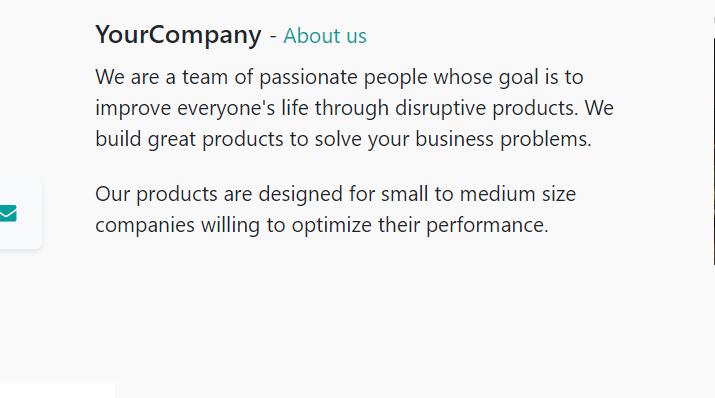 YourCompany - About us
We are a team of passionate people whose goal is to
improve everyone's life through disruptive products. We
build great products to solve your business problems.
Our products are designed for small to medium size
companies willing to optimize their performance.